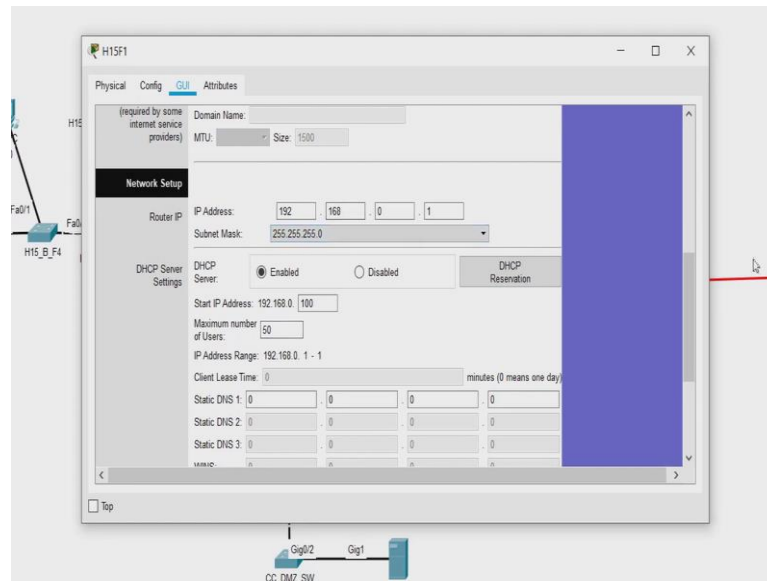 H15F1
Physical Config GUI Attributes
(required by some
internet service
providers)
Domain Name:
MTU: Size: 1500
Network Setup
Router IP
IP Address: 192 . 168 . 0 . 1
Subnet Mask: 255.255.255.0
DHCP Server
Settings
DHCP
Server: Enabled Disabled
DHCP
Reservation
Start IP Address: 192.168.0. 100
Maximum number
of Users: 50
IP Address Range: 192.168.0. 1 - 1
Client Lease Time: 0 minutes (0 means one day)
Static DNS 1: 0 . 0 . 0 . 0
Static DNS 2: 0 . 0 . 0 . 0
Static DNS 3: 0 . 0 . 0 . 0
Top
H15
Fa0/1
Fa0
H15_B_F4
Gig0/2 Gig1
CC_DMZ_SW